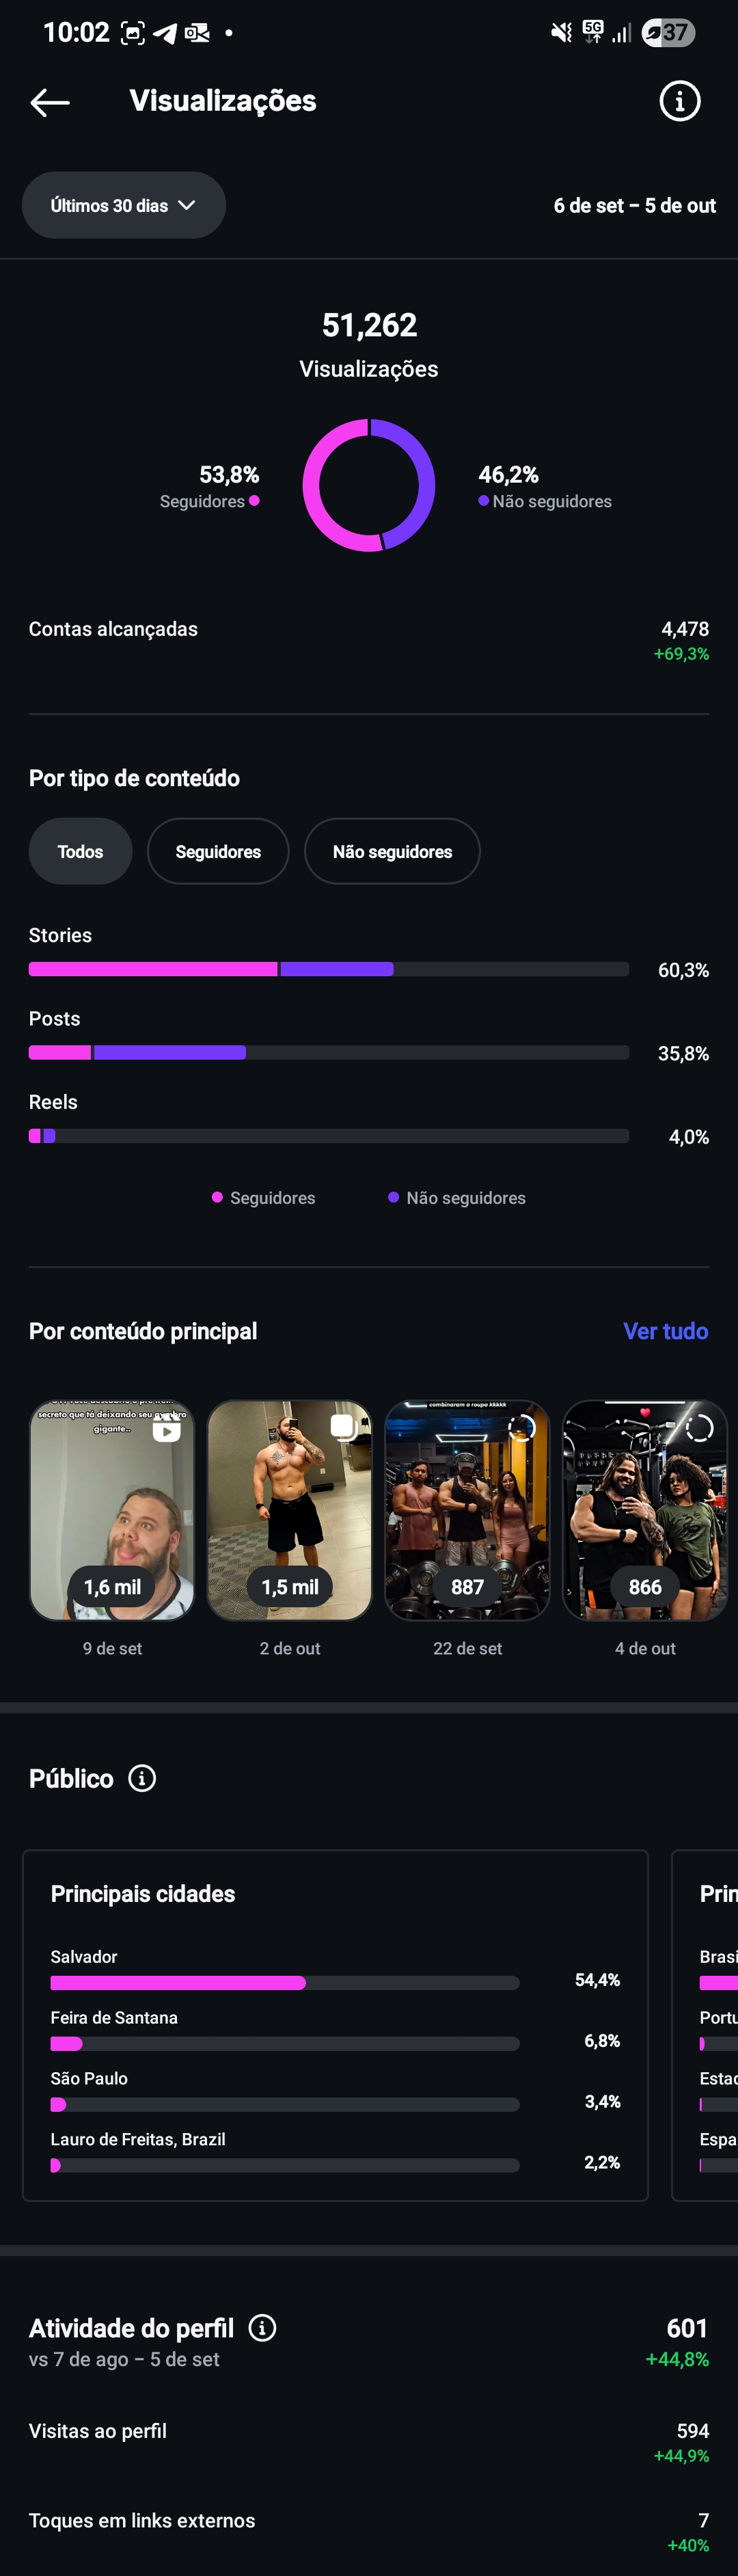 10:02
5G
37
Visualizações
Últimos 30 dias
6 de set – 5 de out
51,262
Visualizações
53,8%
Seguidores
46,2%
Não seguidores
Contas alcançadas
4,478
+69,3%
Por tipo de conteúdo
Todos
Seguidores
Não seguidores
Stories
60,3%
Posts
35,8%
Reels
4,0%
Seguidores
Não seguidores
Por conteúdo principal
Ver tudo
secreto que tá deixando seu
gigante..
combinaram a roupa kkkkk
1,6 mil
1,5 mil
887
866
9 de set
2 de out
22 de set
4 de out
Público
Principais cidades
Prin
Salvador
54,4%
Feira de Santana
6,8%
São Paulo
3,4%
Lauro de Freitas, Brazil
2,2%
Brasi
Portu
Estad
Espa
Atividade do perfil
601
vs 7 de ago – 5 de set
+44,8%
Visitas ao perfil
594
+44,9%
Toques em links externos
7
+40%